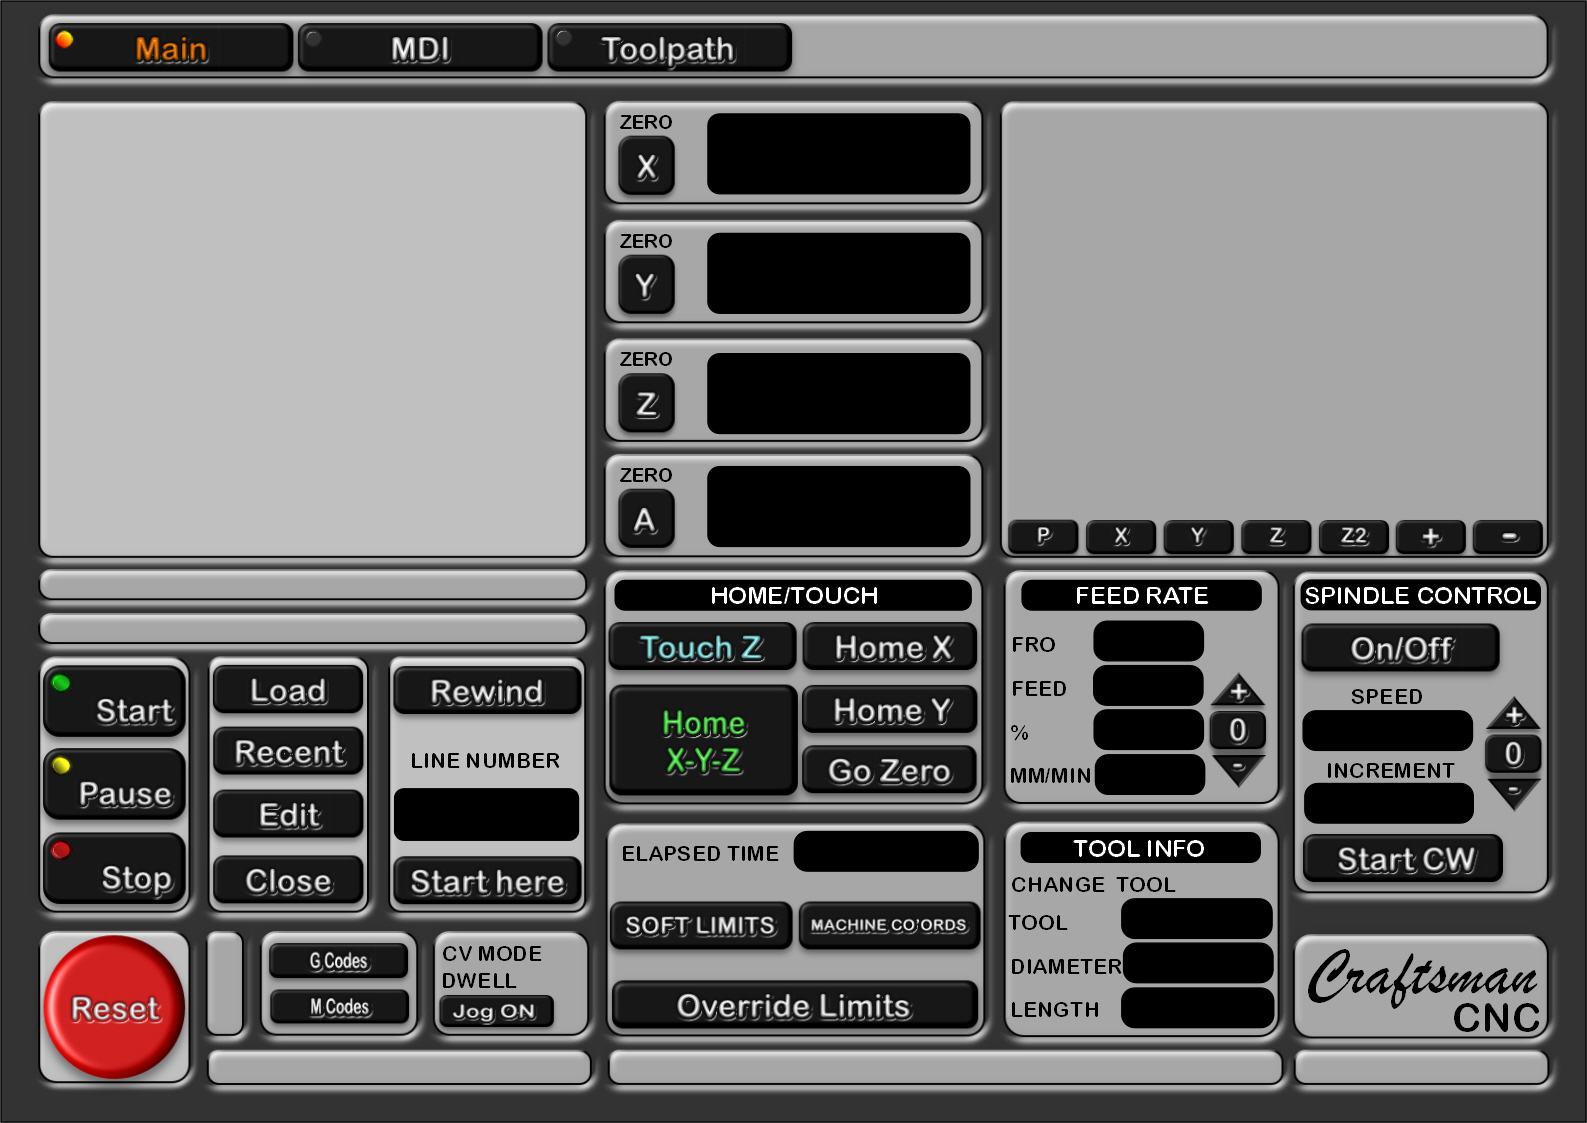 Main
MDI
Toolpath
ZERO
X
ZERO
Y
ZERO
Z
ZERO
A
P
X
Y
Z
Z2
+
-
Start
Pause
Stop
Load
Recent
Edit
Close
Rewind
LINE NUMBER
Start here
HOME/TOUCH
Touch Z
Home X
Home
X-Y-Z
Home Y
Go Zero
FEED RATE
FRO
FEED
%
MM/MIN
+
0
-
SPINDLE CONTROL
On/Off
SPEED
INCREMENT
+
0
-
Start CW
ELAPSED TIME
SOFT LIMITS
MACHINE CO'ORDS
Override Limits
TOOL INFO
CHANGE TOOL
TOOL
DIAMETER
LENGTH
Reset
G Codes
M Codes
CV MODE
DWELL
Jog ON
Craftsman
CNC